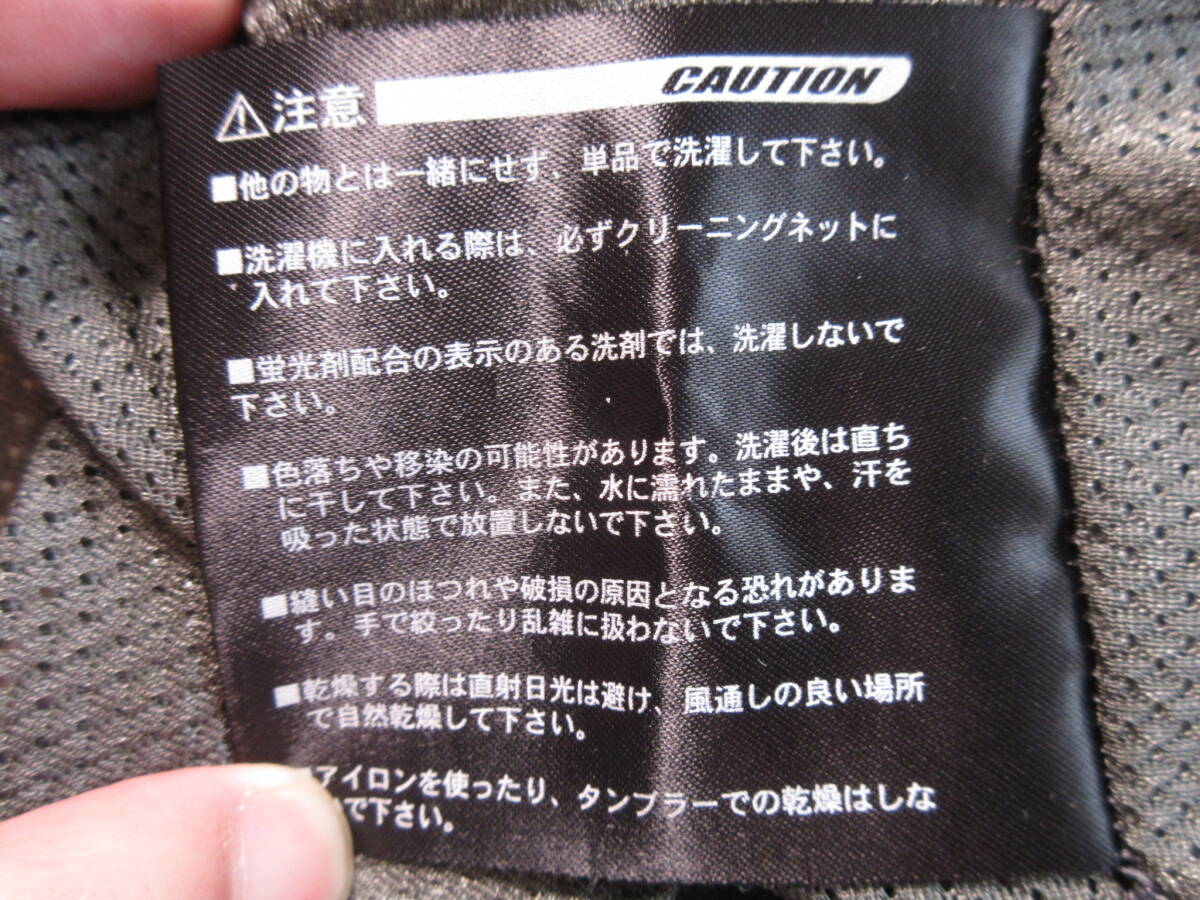 ⚠注意 CAUTION
■他の物とは一緒にせず、単品で洗濯して下さい。
■洗濯機に入れる際は、必ずクリーニングネットに
入れて下さい。
■蛍光剤配合の表示のある洗剤では、洗濯しないで
下さい。
■色落ちや移染の可能性があります。洗濯後は直ち
に干して下さい。また、水に濡れたままや、汗を
吸った状態で放置しないで下さい。
■縫い目のほつれや破損の原因となる恐れがありま
す。手で絞ったり乱雑に扱わないで下さい。
■乾燥する際は直射日光は避け、風通しの良い場所
で自然乾燥して下さい。
■アイロンを使ったり、タンブラーでの乾燥はしな
で下さい。